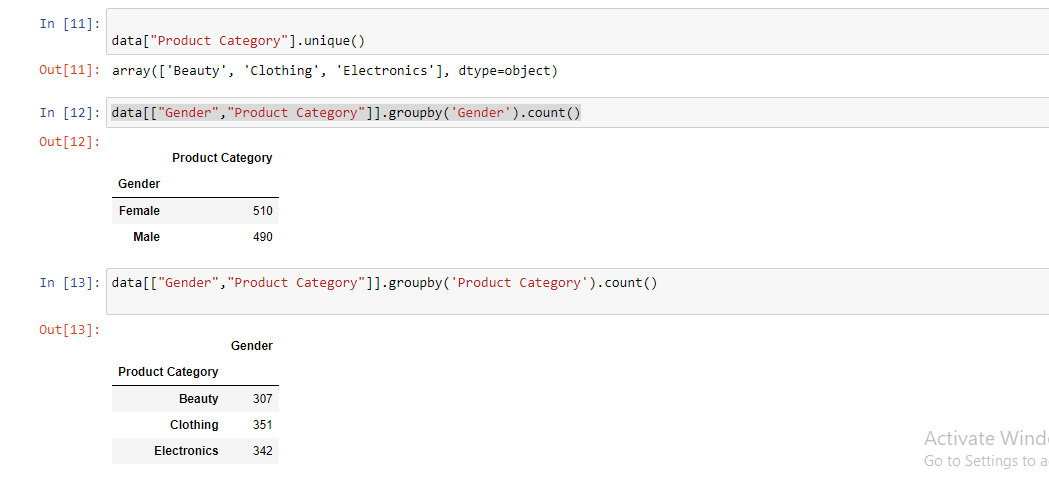 In [11]:
data["Product Category"].unique()
Out[11]: array(['Beauty', 'Clothing', 'Electronics'], dtype=object)
In [12]: data[["Gender","Product Category"]].groupby('Gender').count()
Out[12]:
Product Category
Gender
Female 510
Male 490
In [13]: data[["Gender","Product Category"]].groupby('Product Category').count()
Out[13]:
Gender
Product Category
Beauty 307
Clothing 351
Electronics 342
Activate Wind
Go to Settings to a